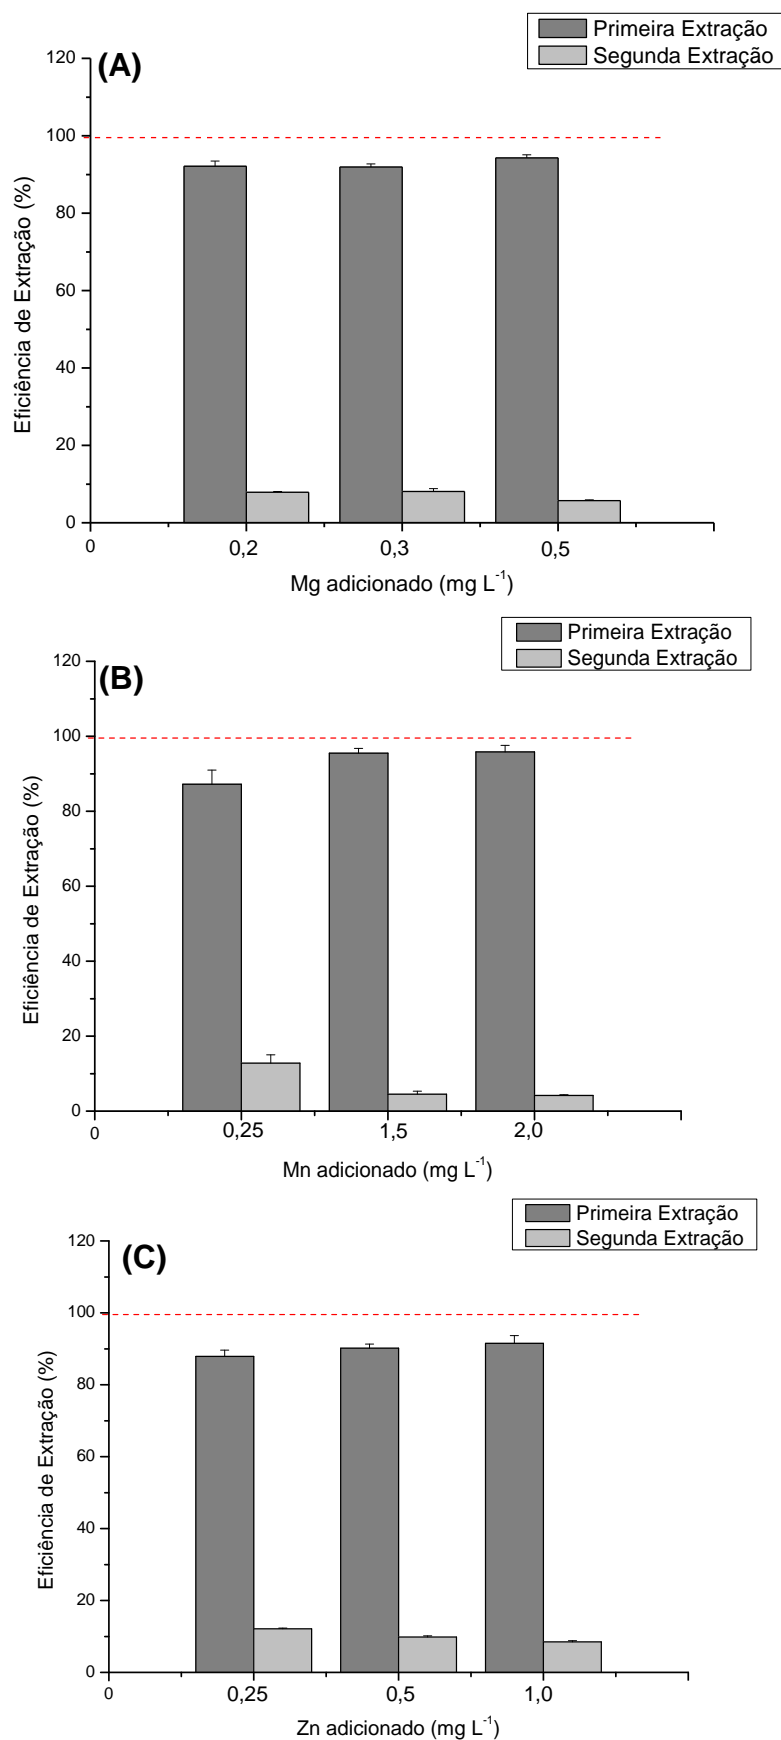 Primeira Extração
Segunda Extração
(A)
120
100
80
60
40
20
0
Eficiência de Extração (%)
0 0,2 0,3 0,5
Mg adicionado (mg L⁻¹)
Primeira Extração
Segunda Extração
(B)
120
100
80
60
40
20
0
Eficiência de Extração (%)
0 0,25 1,5 2,0
Mn adicionado (mg L⁻¹)
Primeira Extração
Segunda Extração
(C)
120
100
80
60
40
20
0
Eficiência de Extração (%)
0 0,25 0,5 1,0
Zn adicionado (mg L⁻¹)